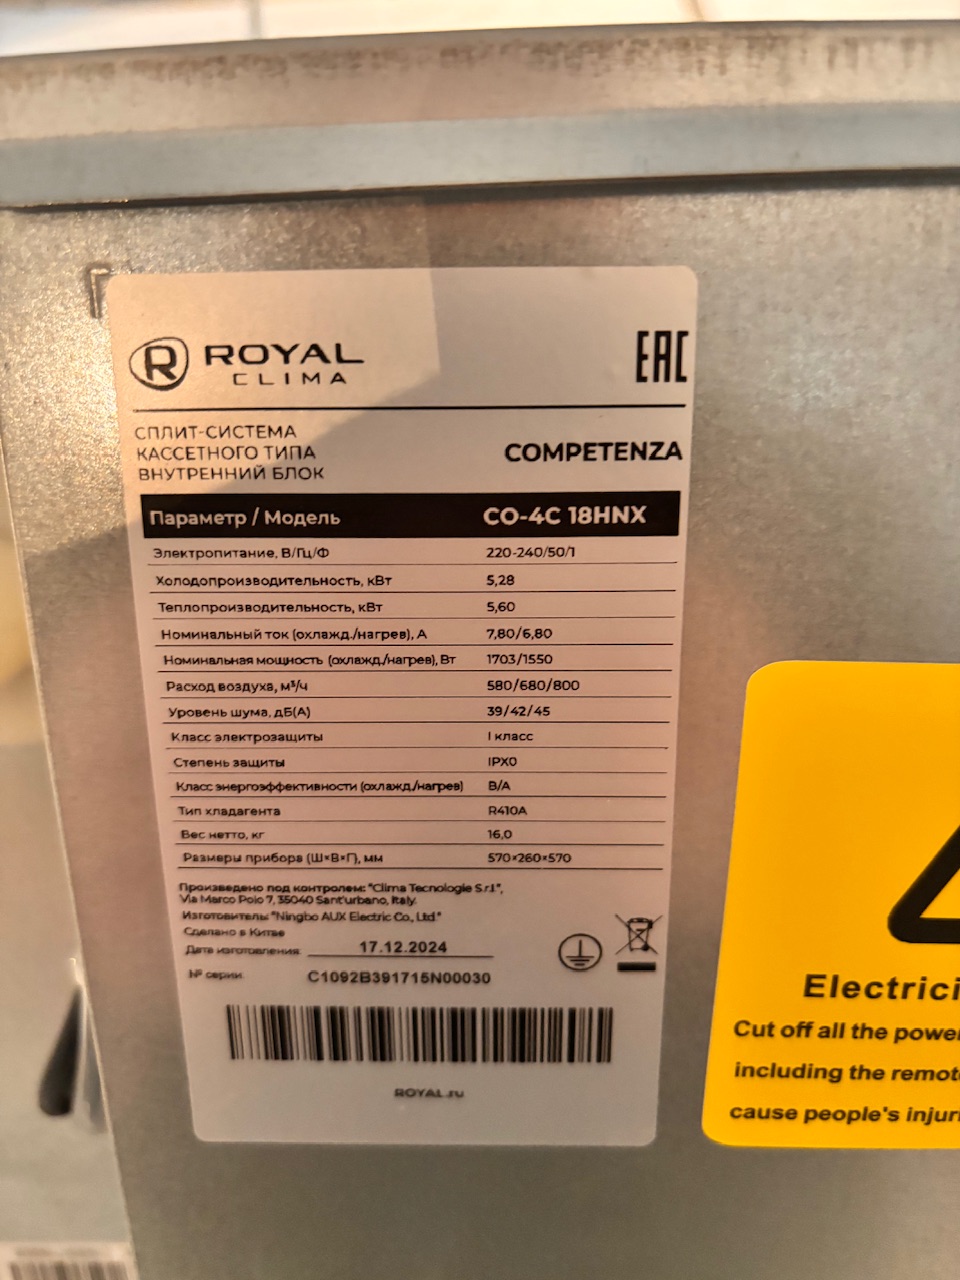 ROYAL
CLIMA
EAC
СПЛИТ-СИСТЕМА
КАССЕТНОГО ТИПА
ВНУТРЕННИЙ БЛОК
COMPETENZA
Параметр / Модель CO-4C 18HNX
Электропитание, В/Гц/Ф 220-240/50/1
Холодопроизводительность, кВт 5,28
Теплопроизводительность, кВт 5,60
Номинальный ток (охлажд./нагрев), А 7,80/6,80
Номинальная мощность (охлажд./нагрев), Вт 1703/1550
Расход воздуха, м³/ч 580/680/800
Уровень шума, дБ(А) 39/42/45
Класс электрозащиты I класс
Степень защиты IPX0
Класс энергоэффективности (охлажд./нагрев) B/A
Тип хладагента R410A
Вес нетто, кг 16,0
Размеры прибора (Ш×В×Г), мм 570×260×570
Произведено под контролем: "Clima Tecnologie S.r.l",
Via Marco Polo 7, 35040 Sant'urbano, Italy.
Изготовитель: "Ningbo AUX Electric Co., Ltd."
Сделано в Китае
Дата изготовления: 17.12.2024
№ серии: C1092B391715N00030
ROYAL.ru
Electrici
Cut off all the power
including the remot
cause people's injur